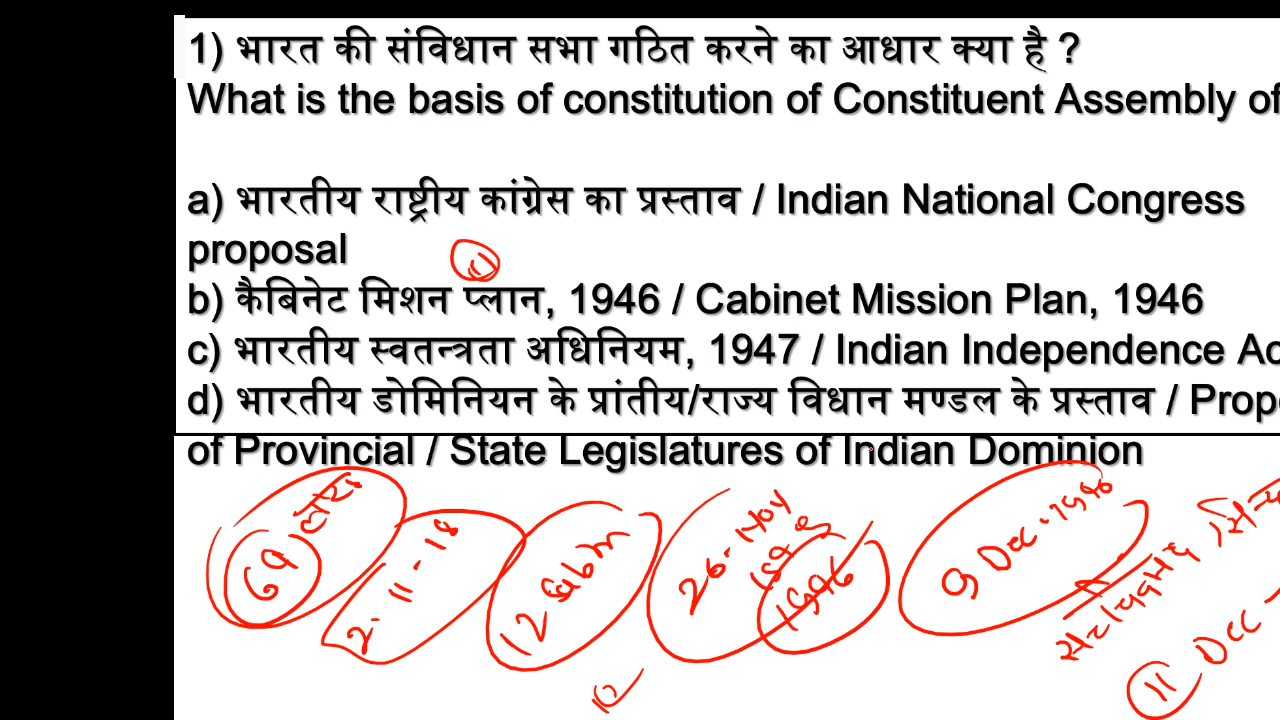 1) भारत की संविधान सभा गठित करने का आधार क्या है ?
What is the basis of constitution of Constituent Assembly of
a) भारतीय राष्ट्रीय कांग्रेस का प्रस्ताव / Indian National Congress
proposal
b) कैबिनेट मिशन प्लान, 1946 / Cabinet Mission Plan, 1946
c) भारतीय स्वतन्त्रता अधिनियम, 1947 / Indian Independence Ac
d) भारतीय डोमिनियन के प्रांतीय/राज्य विधान मण्डल के प्रस्ताव / Prop
of Provincial / State Legislatures of Indian Dominion
2-11-18
26-Nov
1946
9 Dec-1946
11 Dec